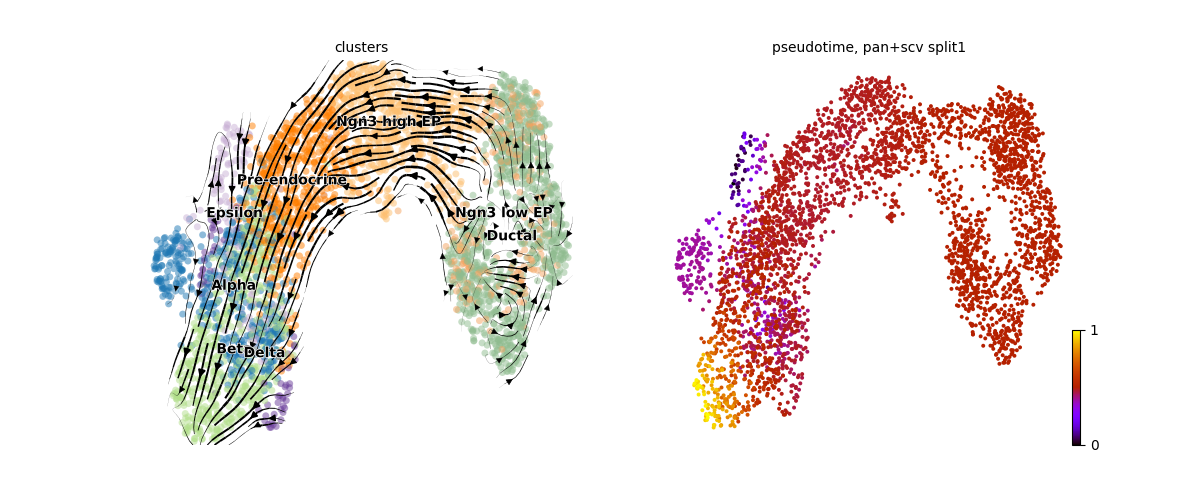 clusters
pseudotime, pan+scv split1
Ngn3 high EP
Pre-endocrine
Epsilon
Ngn3 low EP
Ductal
Alpha
Bet
Delta
1
0